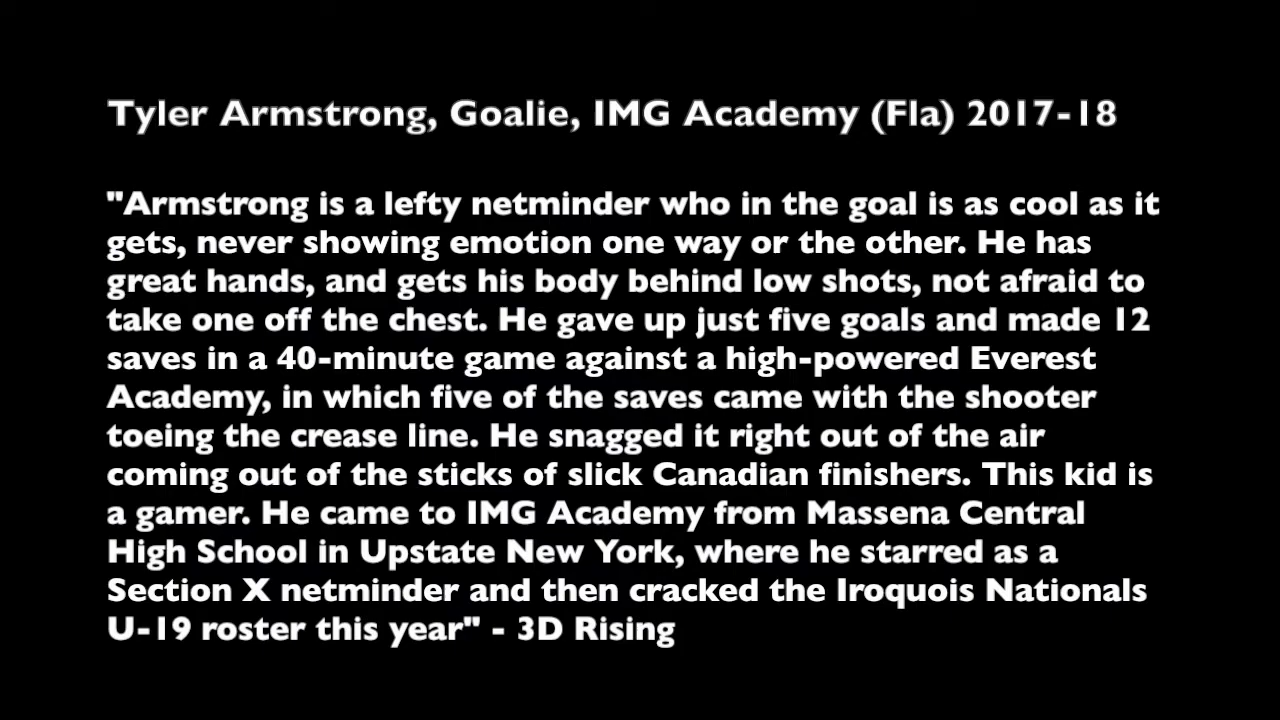 Tyler Armstrong, Goalie, IMG Academy (Fla) 2017-18
"Armstrong is a lefty netminder who in the goal is as cool as it
gets, never showing emotion one way or the other. He has
great hands, and gets his body behind low shots, not afraid to
take one off the chest. He gave up just five goals and made 12
saves in a 40-minute game against a high-powered Everest
Academy, in which five of the saves came with the shooter
toeing the crease line. He snagged it right out of the air
coming out of the sticks of slick Canadian finishers. This kid is
a gamer. He came to IMG Academy from Massena Central
High School in Upstate New York, where he starred as a
Section X netminder and then cracked the Iroquois Nationals
U-19 roster this year" - 3D Rising